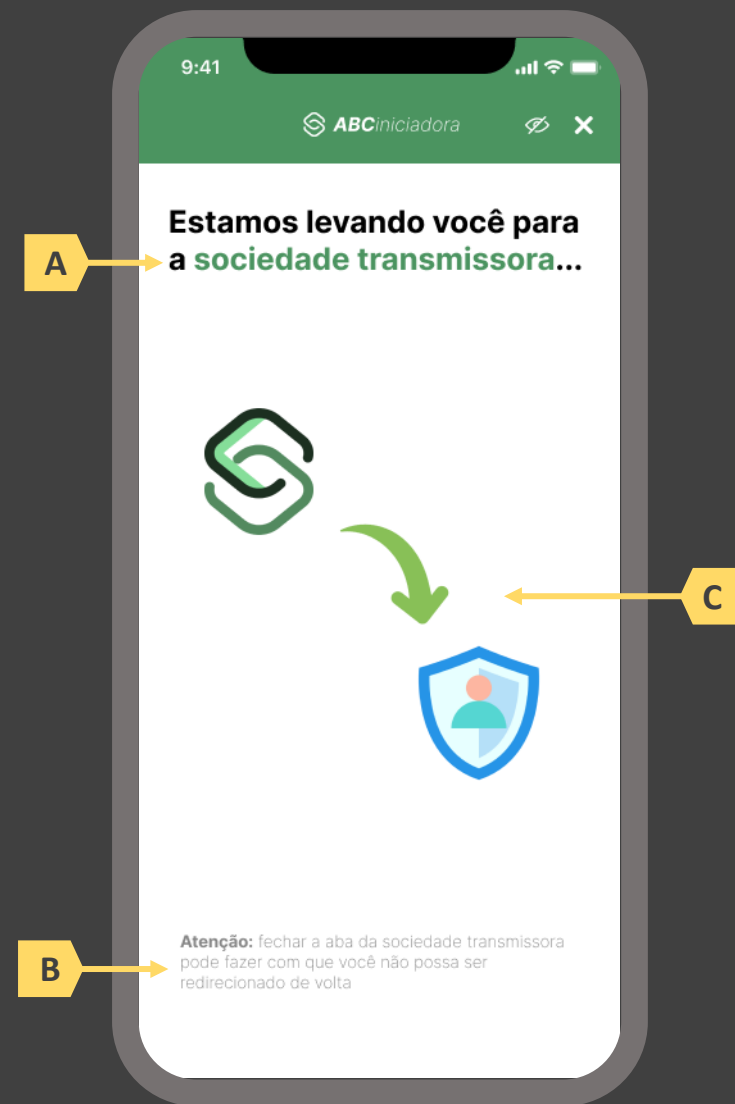 9:41
ABCiniciadora
Estamos levando você para
a sociedade transmissora...
A
C
Atenção: fechar a aba da sociedade transmissora
pode fazer com que você não possa ser
redirecionado de volta
B